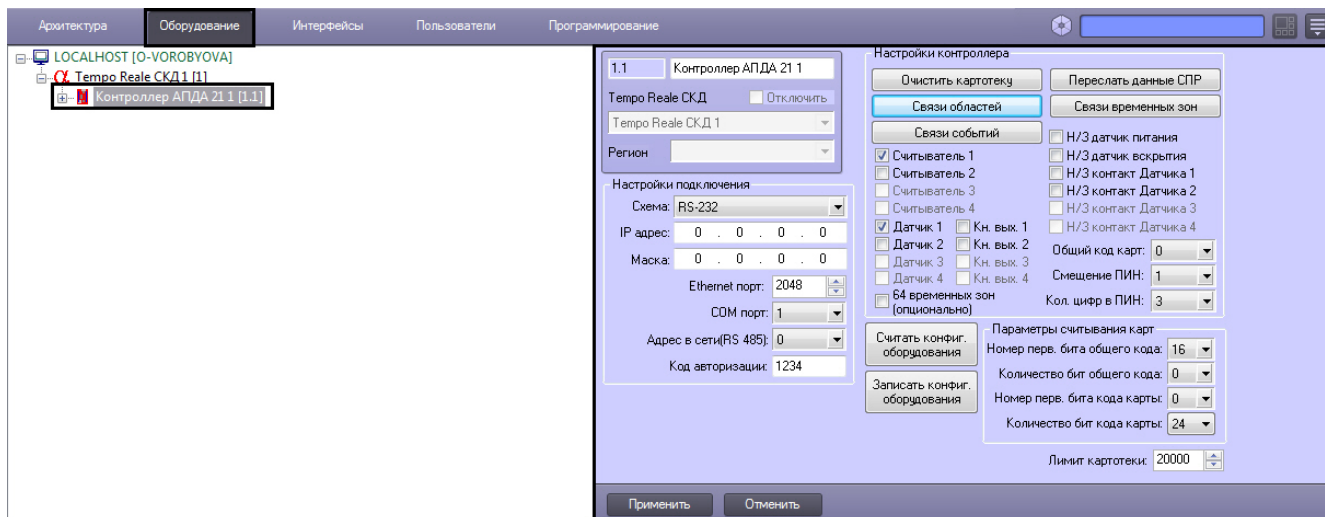 Архитектура Оборудование Интерфейсы Пользователи Программирование
LOCALHOST [O-VOROBYOVA]
Tempo Reale СКД 1 [1]
Контроллер АПДА 21 1 [1.1]
1.1 Контроллер АПДА 21 1
Tempo Reale СКД Отключить
Tempo Reale СКД 1
Регион
Настройки подключения
Схема: RS-232
IP адрес: 0 . 0 . 0 . 0
Маска: 0 . 0 . 0 . 0
Ethernet порт: 2048
COM порт: 1
Адрес в сети(RS 485): 0
Код авторизации: 1234
Настройки контроллера
Очистить картотеку Переслать данные СПР
Связи областей Связи временных зон
Связи событий
Н/З датчик питания
Считыватель 1 Н/З датчик вскрытия
Считыватель 2 Н/З контакт Датчика 1
Считыватель 3 Н/З контакт Датчика 2
Считыватель 4 Н/З контакт Датчика 3
Датчик 1 Кн. вых. 1 Н/З контакт Датчика 4
Датчик 2 Кн. вых. 2 Общий код карт: 0
Датчик 3 Кн. вых. 3
Датчик 4 Кн. вых. 4 Смещение ПИН: 1
64 временных зон
(опционально)
Кол. цифр в ПИН: 3
Считать конфиг.
оборудования
Записать конфиг.
оборудования
Параметры считывания карт
Номер перв. бита общего кода: 16
Количество бит общего кода: 0
Номер перв. бита кода карты: 0
Количество бит кода карты: 24
Лимит картотеки: 20000
Применить Отменить